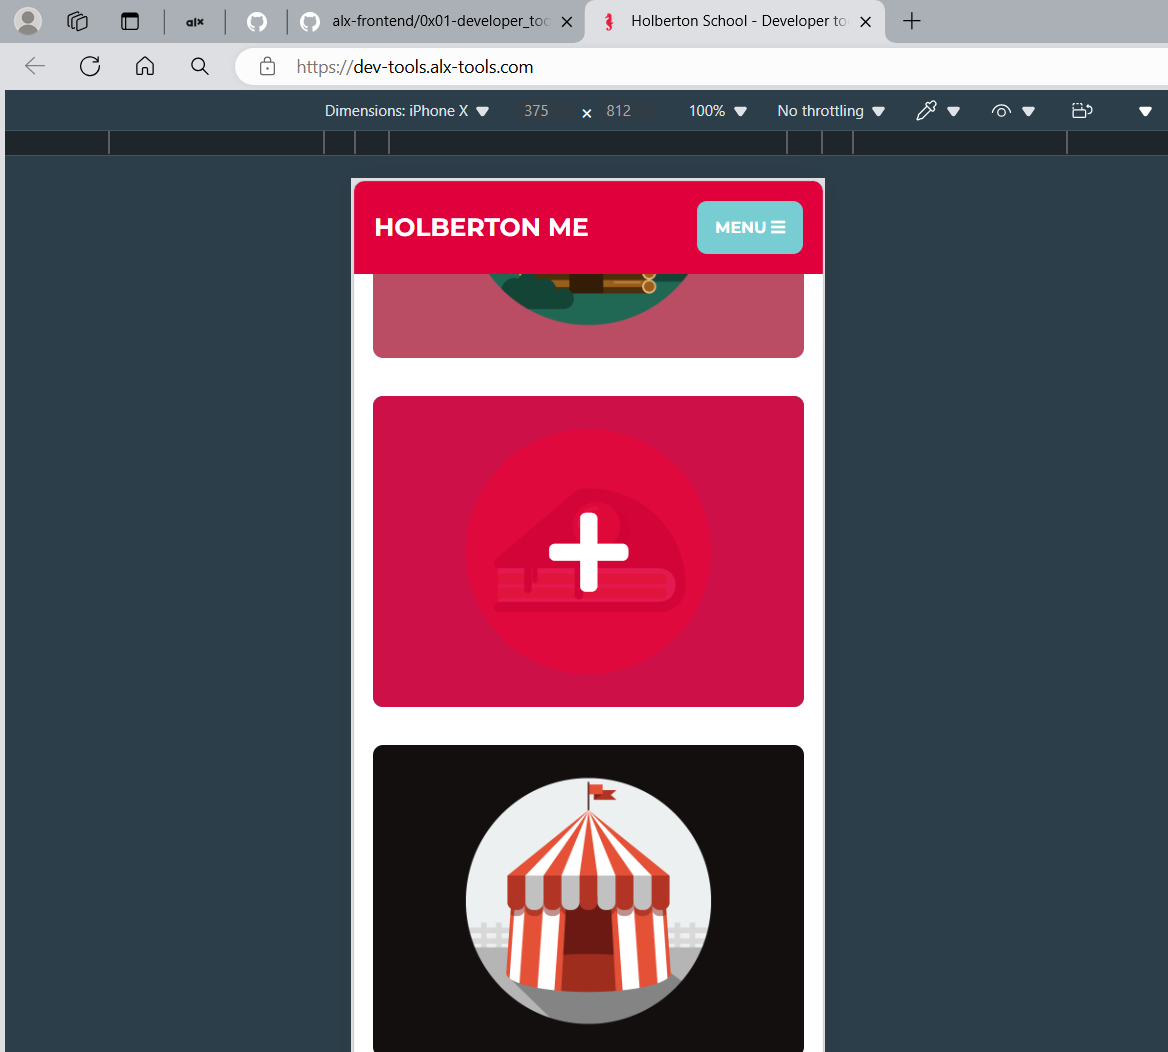 alx
alx-frontend/0x01-developer_too
Holberton School - Developer to
https://dev-tools.alx-tools.com
Dimensions: iPhone X 375 × 812 100% No throttling
HOLBERTON ME
MENU